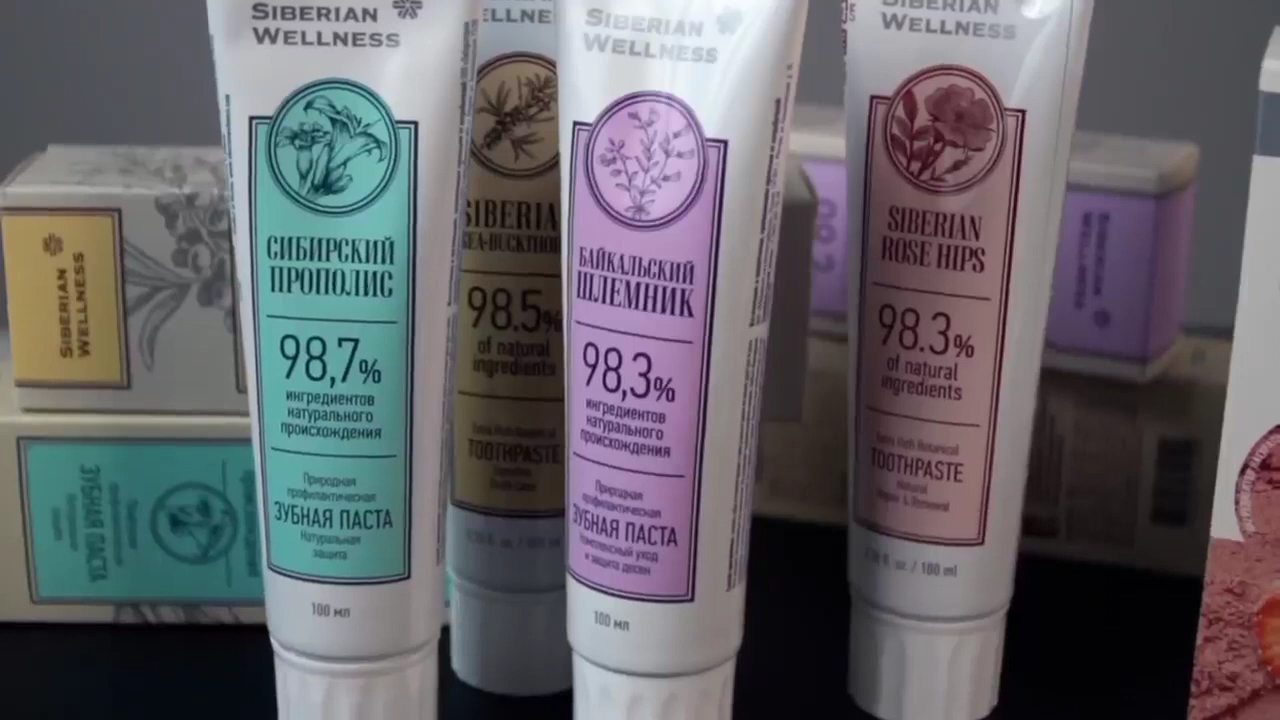 SIBERIAN
WELLNESS
СИБИРСКИЙ
ПРОПОЛИС
98,7%
ингредиентов
натурального
происхождения
Природная
профилактическая
ЗУБНАЯ ПАСТА
Натуральная
защита
100 мл
98.5%
of natural
ingredients
TOOTHPASTE
SIBERIAN
WELLNESS
БАЙКАЛЬСКИЙ
ШЛЕМНИК
98,3%
ингредиентов
натурального
происхождения
Природная
профилактическая
ЗУБНАЯ ПАСТА
Комплексный уход
и защита десен
100 мл
SIBERIAN
WELLNESS
SIBERIAN
ROSE HIPS
98.3%
of natural
ingredients
TOOTHPASTE
100 ml
SIBERIAN
WELLNESS
ЗУБНАЯ ПАСТА
SIBERIAN
WELLNESS